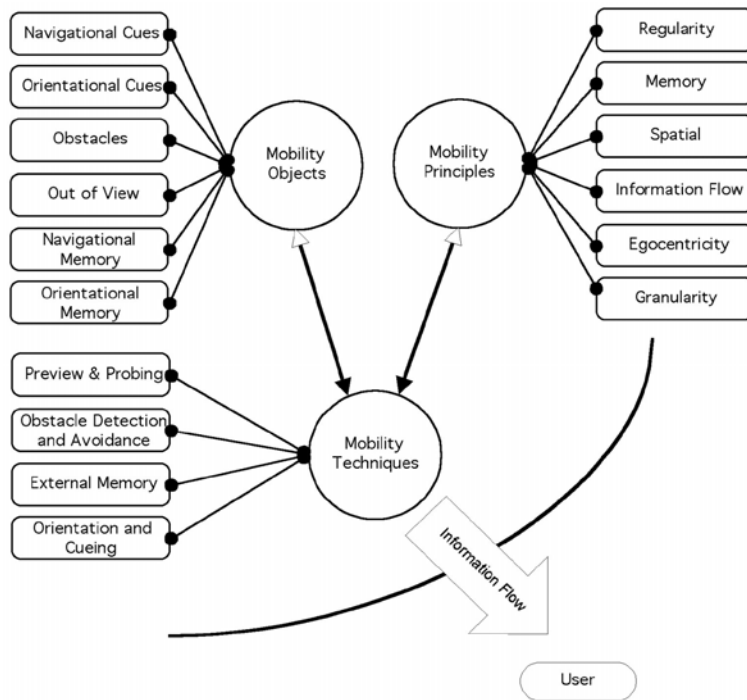 Navigational Cues
Orientational Cues
Obstacles
Out of View
Navigational
Memory
Orientational
Memory
Mobility
Objects
Mobility
Principles
Regularity
Memory
Spatial
Information Flow
Egocentricity
Granularity
Preview & Probing
Obstacle Detection
and Avoidance
External Memory
Orientation and
Cueing
Mobility
Techniques
Information Flow
User